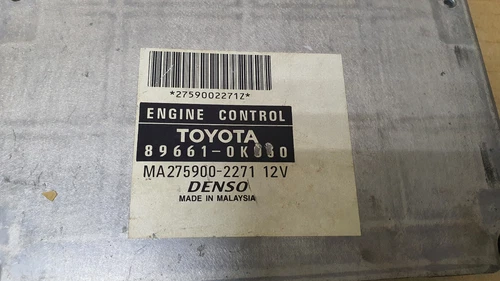 *2759002271Z*
ENGINE CONTROL
TOYOTA
MA275900-2271 12V
DENSO
MADE IN MALAYSIA